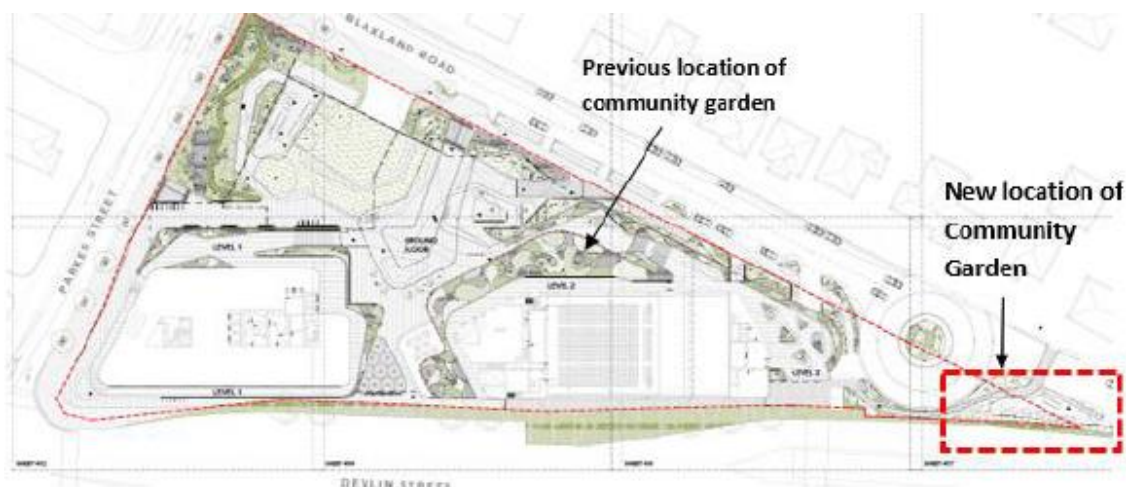 BLAXLAND ROAD
Previous location of
community garden
New location of
Community
Garden
PARKES STREET
LEVEL 1
GROUND
FLOOR
LEVEL 2
LEVEL 2
LEVEL 1
DEVLIN STREET